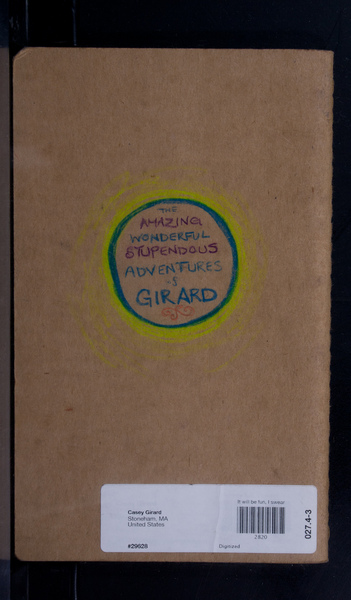 THE
AMAZING
WONDERFUL
STUPENDOUS
ADVENTURES
of
GIRARD
Casey Girard
Stoneham, MA
United States
#29628
It will be fun, I swear
2820
Digitized
027.4-3